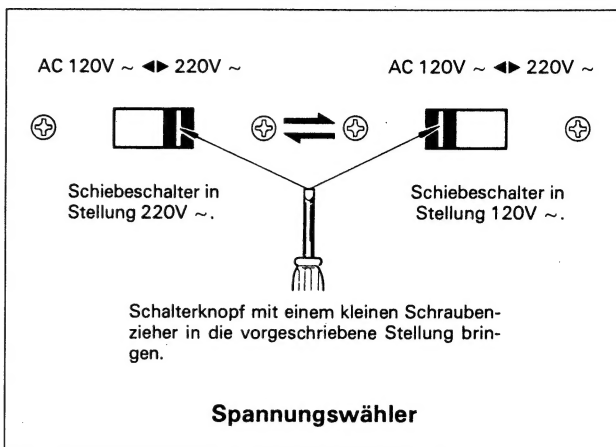 AC 120V ~ ◀▶ 220V ~
AC 120V ~ ◀▶ 220V ~
Schiebeschalter in
Stellung 220V ~.
Schiebeschalter in
Stellung 120V ~.
Schalterknopf mit einem kleinen Schrauben-
zieher in die vorgeschriebene Stellung brin-
gen.
Spannungswähler